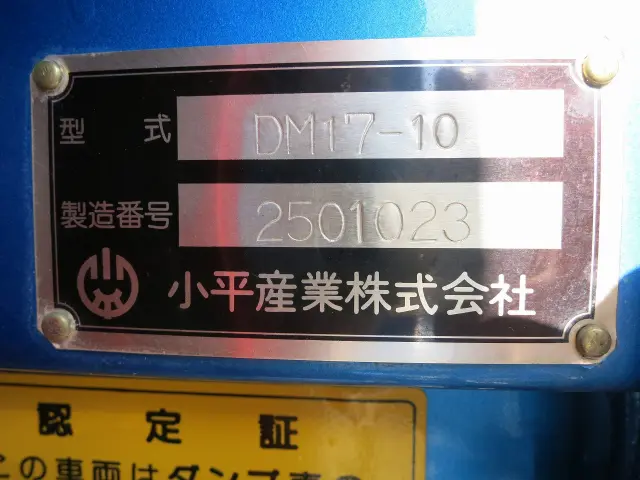 型式 DM17-10
製造番号 2501023
小平産業株式会社
認定証
この車両はダンプ車の